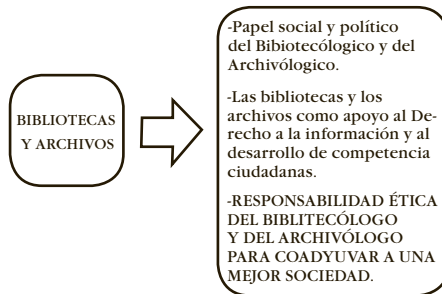 BIBLIOTECAS
Y ARCHIVOS
-Papel social y político
del Bibiotecólogico y del
Archivólogico.
-Las bibliotecas y los
archivos como apoyo al De-
recho a la información y al
desarrollo de competencia
ciudadanas.
-RESPONSABILIDAD ÉTICA
DEL BIBLITECÓLOGO
Y DEL ARCHIVÓLOGO
PARA COADYUVAR A UNA
MEJOR SOCIEDAD.